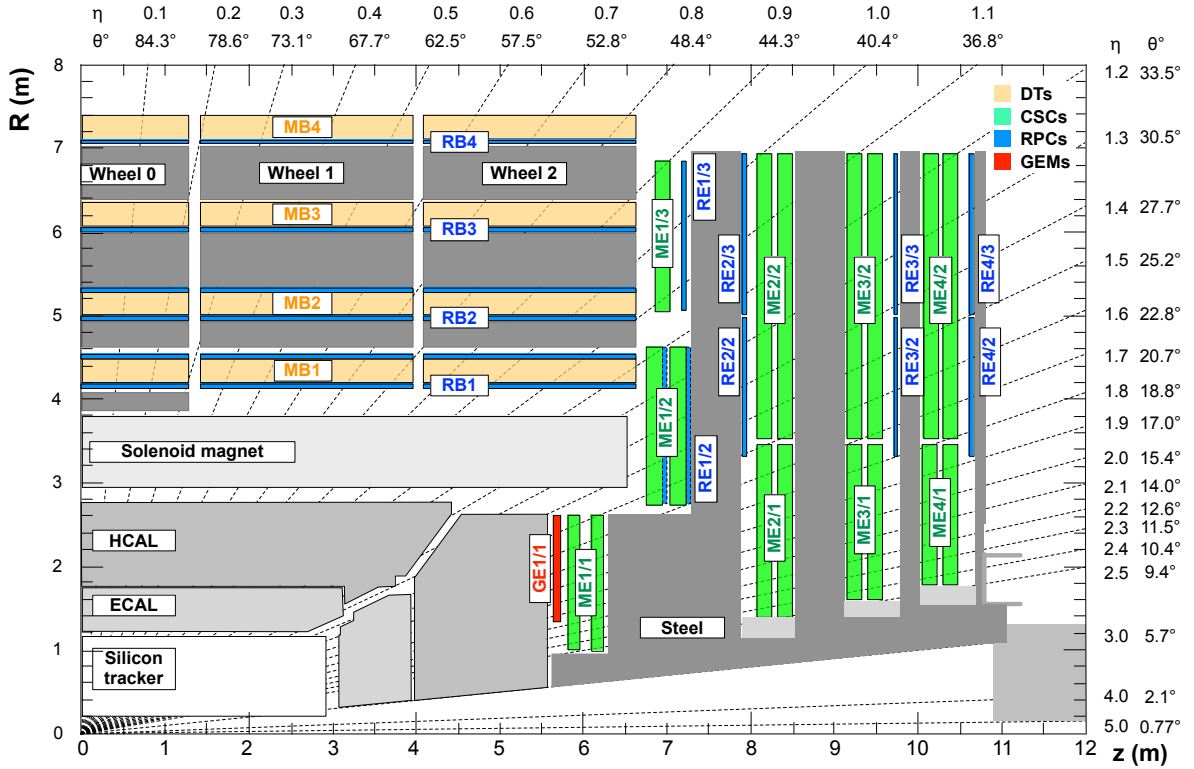 η 0.1 0.2 0.3 0.4 0.5 0.6 0.7 0.8 0.9 1.0 1.1
θ° 84.3° 78.6° 73.1° 67.7° 62.5° 57.5° 52.8° 48.4° 44.3° 40.4° 36.8° η θ°
R (m)
8
7
6
5
4
3
2
1
0
1.2 33.5°
1.3 30.5°
1.4 27.7°
1.5 25.2°
1.6 22.8°
1.7 20.7°
1.8 18.8°
1.9 17.0°
2.0 15.4°
2.1 14.0°
2.2 12.6°
2.3 11.5°
2.4 10.4°
2.5 9.4°
3.0 5.7°
4.0 2.1°
5.0 0.77°
DTs
CSCs
RPCs
GEMs
MB4
RB4
Wheel 0
Wheel 1
Wheel 2
MB3
RB3
MB2
RB2
MB1
RB1
Solenoid magnet
HCAL
ECAL
Silicon
tracker
Steel
GE1/1
ME1/1
ME1/2
ME1/3
RE1/3
RE1/2
RE2/3
RE2/2
ME2/2
ME2/1
ME3/2
ME3/1
RE3/3
RE3/2
ME4/2
ME4/1
RE4/3
RE4/2
0 1 2 3 4 5 6 7 8 9 10 11 12
z (m)